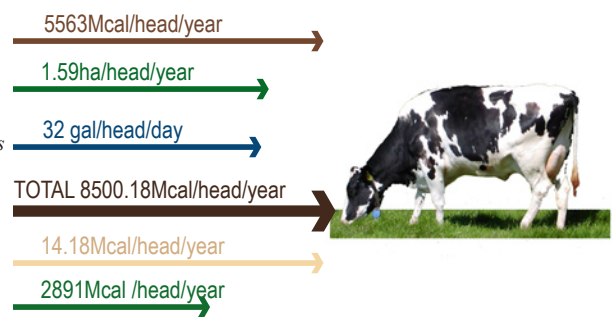 5563Mcal/head/year
1.59ha/head/year
32 gal/head/day
s
TOTAL 8500.18Mcal/head/year
14.18Mcal/head/year
2891Mcal /head/year